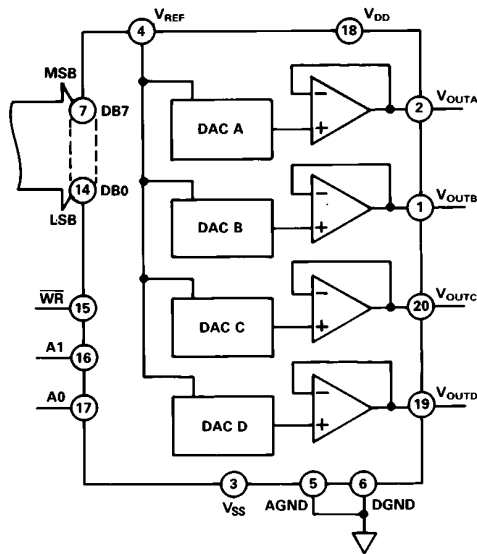 VREF
VDD
4
18
MSB
7
DB7
DAC A
−
+
2
VOUTA
14
DB0
LSB
DAC B
−
+
1
VOUTB
WR
15
DAC C
−
+
20
VOUTC
A1
16
A0
17
DAC D
−
+
19
VOUTD
3
5
6
VSS
AGND
DGND